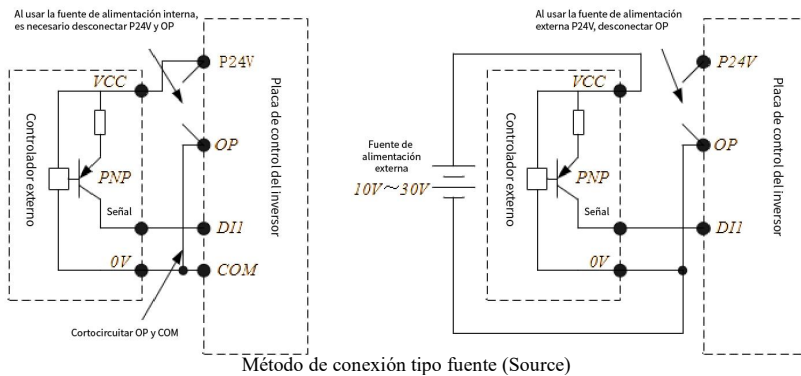 Al usar la fuente de alimentación interna,
es necesario desconectar P24V y OP
P24V
VCC
OP
PNP
Señal
DI1
0V
COM
Controlador externo
Placa de control del inversor
Cortocircuitar OP y COM
Al usar la fuente de alimentación
externa P24V, desconectar OP
P24V
VCC
OP
Fuente de
alimentación
externa
10V~30V
PNP
Señal
DI1
0V
Controlador externo
Placa de control del inversor
Método de conexión tipo fuente (Source)